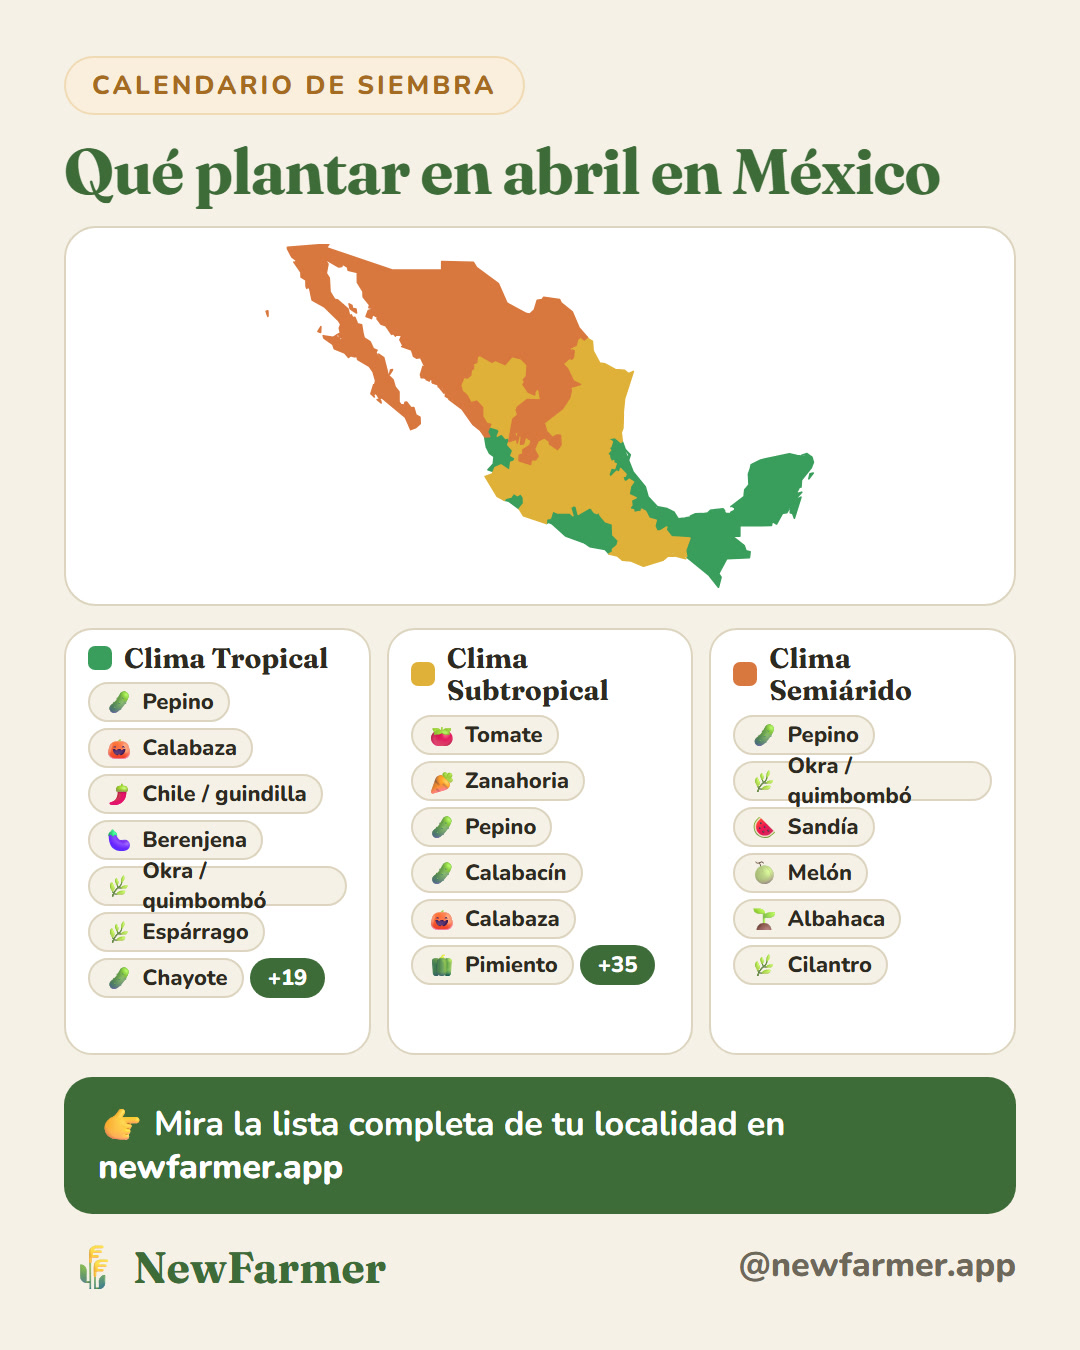 CALENDARIO DE SIEMBRA
Qué plantar en abril en México
Clima Tropical
Pepino
Calabaza
Chile / guindilla
Berenjena
Okra /
quimbombó
Espárrago
Chayote +19
Clima
Subtropical
Tomate
Zanahoria
Pepino
Calabacín
Calabaza
Pimiento +35
Clima
Semiárido
Pepino
Okra /
quimbombó
Sandía
Melón
Albahaca
Cilantro
👉 Mira la lista completa de tu localidad en
newfarmer.app
NewFarmer
@newfarmer.app